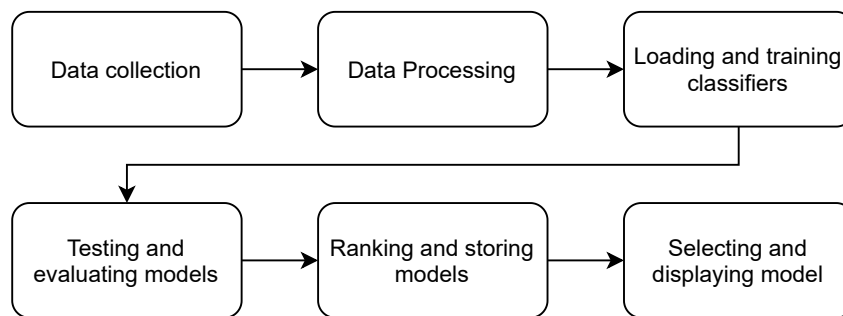 Data collection
Data Processing
Loading and training
classifiers
Testing and
evaluating models
Ranking and storing
models
Selecting and
displaying model